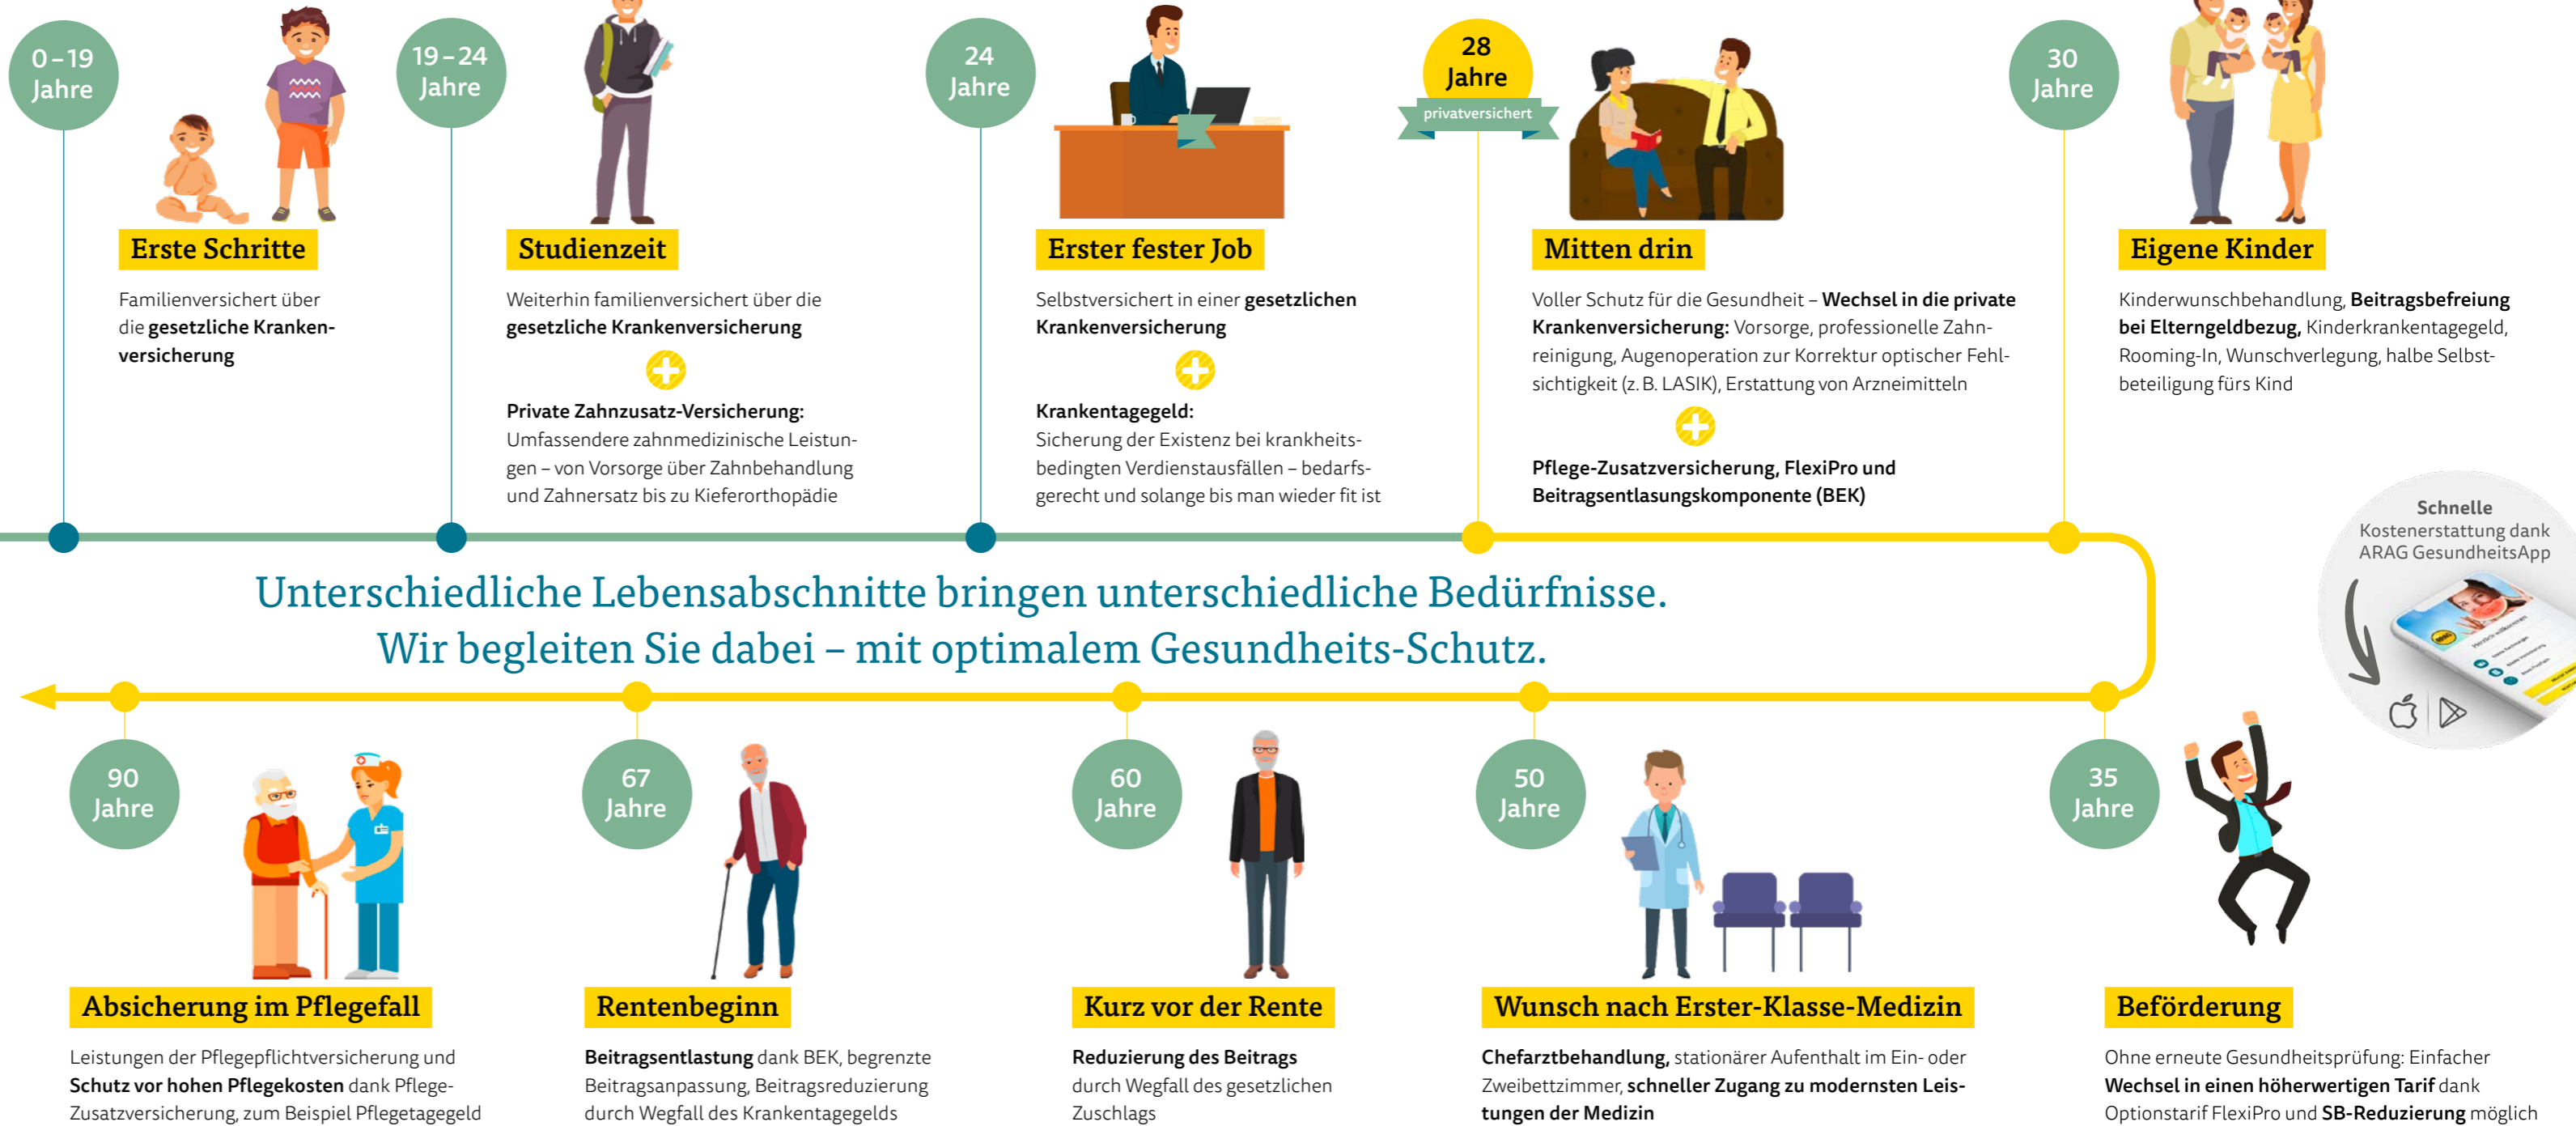 0–19
Jahre
Erste Schritte
Familienversichert über
die gesetzliche Kranken-
versicherung
19–24
Jahre
Studienzeit
Weiterhin familienversichert über die
gesetzliche Krankenversicherung
Private Zahnzusatz-Versicherung:
Umfassendere zahnmedizinische Leistun-
gen – von Vorsorge über Zahnbehandlung
und Zahnersatz bis zu Kieferorthopädie
24
Jahre
Erster fester Job
Selbstversichert in einer gesetzlichen
Krankenversicherung
Krankentagegeld:
Sicherung der Existenz bei krankheits-
bedingten Verdienstausfällen – bedarfs-
gerecht und solange bis man wieder fit ist
28
Jahre
privatversichert
Mitten drin
Voller Schutz für die Gesundheit – Wechsel in die private
Krankenversicherung: Vorsorge, professionelle Zahn-
reinigung, Augenoperation zur Korrektur optischer Fehl-
sichtigkeit (z. B. LASIK), Erstattung von Arzneimitteln
Pflege-Zusatzversicherung, FlexiPro und
Beitragsentlasungskomponente (BEK)
30
Jahre
Eigene Kinder
Kinderwunschbehandlung, Beitragsbefreiung
bei Elterngeldbezug, Kinderkrankentagegeld,
Rooming-In, Wunschverlegung, halbe Selbst-
beteiligung fürs Kind
Schnelle
Kostenerstattung dank
ARAG GesundheitsApp
Unterschiedliche Lebensabschnitte bringen unterschiedliche Bedürfnisse.
Wir begleiten Sie dabei – mit optimalem Gesundheits-Schutz.
35
Jahre
Beförderung
Ohne erneute Gesundheitsprüfung: Einfacher
Wechsel in einen höherwertigen Tarif dank
Optionstarif FlexiPro und SB-Reduzierung möglich
50
Jahre
Wunsch nach Erster-Klasse-Medizin
Chefarztbehandlung, stationärer Aufenthalt im Ein- oder
Zweibettzimmer, schneller Zugang zu modernsten Leis-
tungen der Medizin
60
Jahre
Kurz vor der Rente
Reduzierung des Beitrags
durch Wegfall des gesetzlichen
Zuschlags
67
Jahre
Rentenbeginn
Beitragsentlastung dank BEK, begrenzte
Beitragsanpassung, Beitragsreduzierung
durch Wegfall des Krankentagegelds
90
Jahre
Absicherung im Pflegefall
Leistungen der Pflegepflichtversicherung und
Schutz vor hohen Pflegekosten dank Pflege-
Zusatzversicherung, zum Beispiel Pflegetagegeld